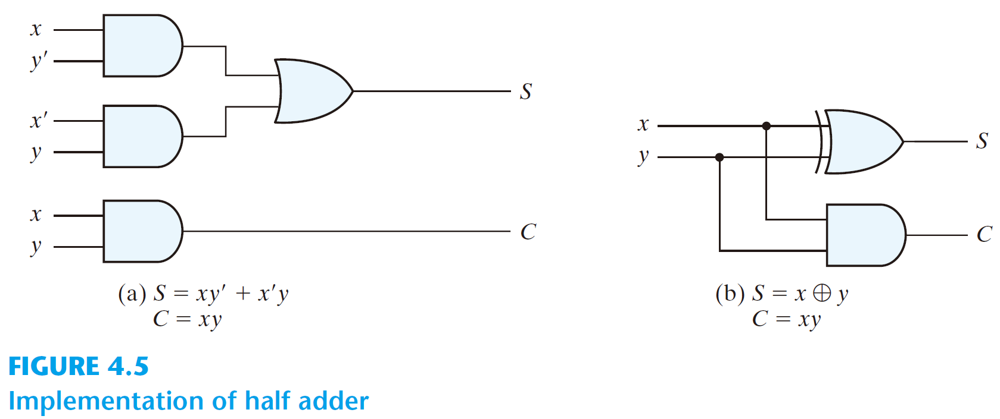 x
y′
x′
y
S
x
y
C
(a) S = xy′ + x′y
C = xy
x
y
S
C
(b) S = x ⊕ y
C = xy
FIGURE 4.5
Implementation of half adder